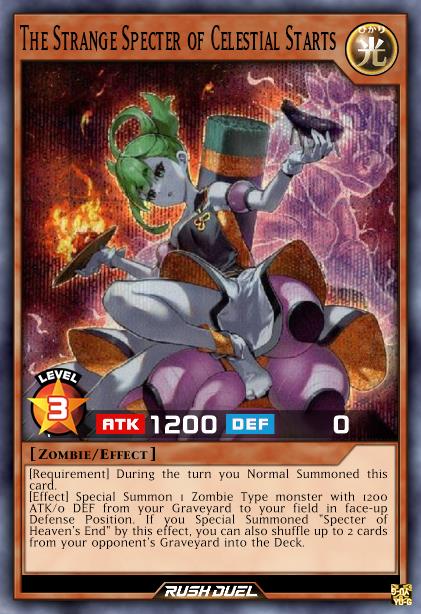 The Strange Specter of Celestial Starts
ひかり
光
LEVEL
3
ATK 1200 DEF 0
[Zombie/Effect]
[Requirement] During the turn you Normal Summoned this
card.
[Effect] Special Summon 1 Zombie Type monster with 1200
ATK/0 DEF from your Graveyard to your field in face-up
Defense Position. If you Special Summoned "Specter of
Heaven's End" by this effect, you can also shuffle up to 2 cards
from your opponent's Graveyard into the Deck.
RUSH DUEL